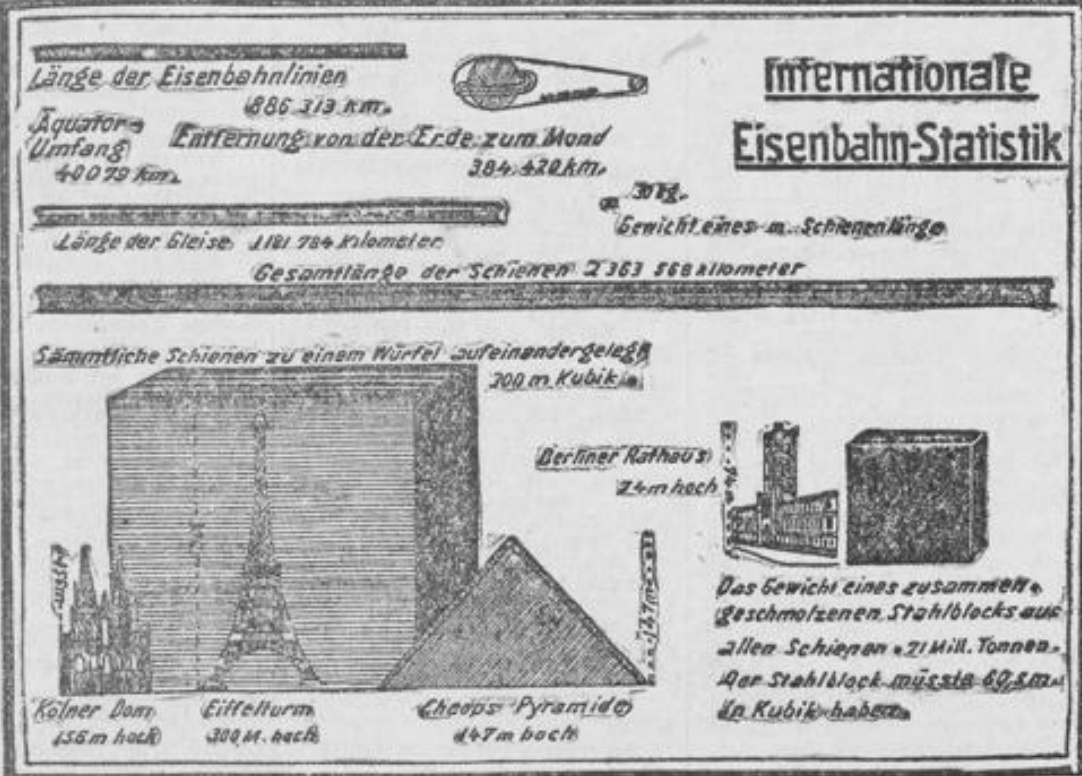 Internationale
Eisenbahn-Statistik
Länge der Eisenbahnlinien
886 313 km.
Äquator-
Umfang
40079 km.
Entfernung von der Erde zum Mond
384.420 km.
30 kg.
Gewicht eines m. Schienenlänge
Länge der Gleise 1181 784 Kilometer
Gesamtlänge der Schienen 2 363 568 kilometer
Sämmtliche Schienen zu einem Würfel aufeinandergelegt
300 m Kubik
Berliner Rathaus
74 m hoch
74 m
156 m
147 m
Kölner Dom
156 m hoch
Eiffelturm
300 M. hoch
Cheops Pyramide
147 m hoch
Das Gewicht eines zusammen-
geschmolzenen Stahlblocks aus
allen Schienen 71 Mill. Tonnen.
Der Stahlblock müsste m.
in Kubik haben.